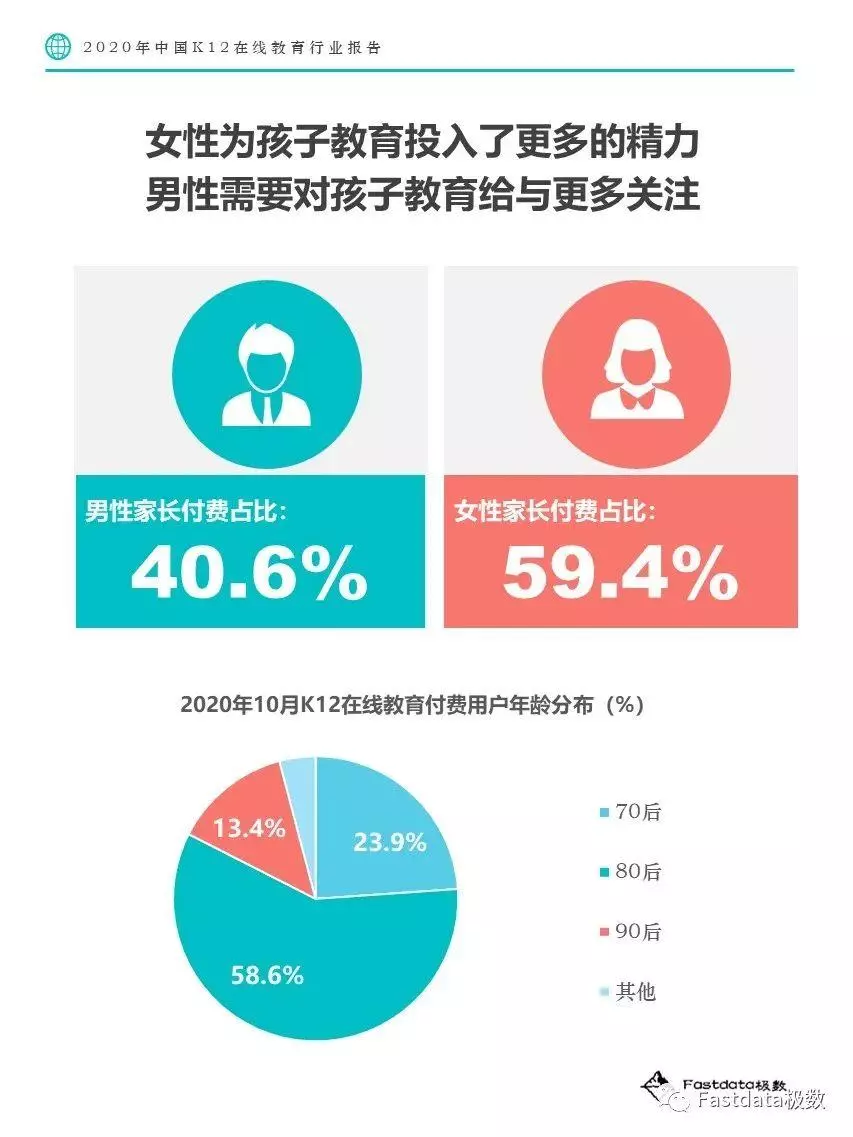 2020年中国K12在线教育行业报告
女性为孩子教育投入了更多的精力
男性需要对孩子教育给与更多关注
男性家长付费占比:
40.6%
女性家长付费占比:
59.4%
2020年10月K12在线教育付费用户年龄分布（%）
13.4%
23.9%
58.6%
70后
80后
90后
其他
Fastdata极数
Fastdata极数